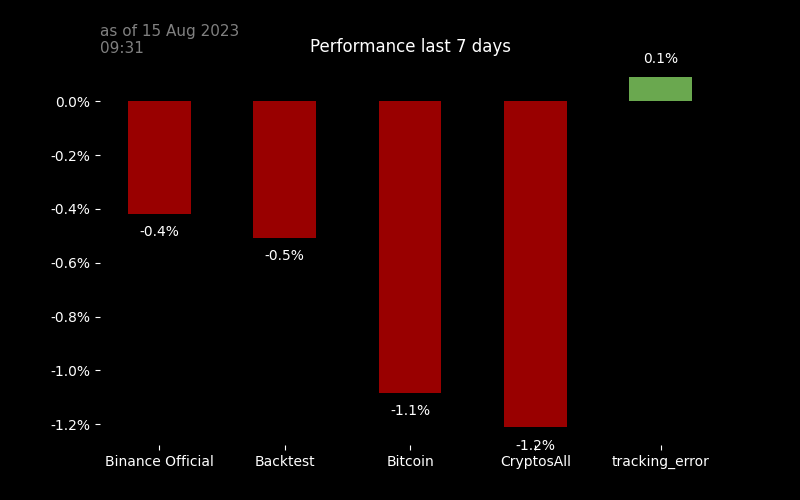 as of 15 Aug 2023
09:31
Performance last 7 days
0.1%
0.0%
-0.2%
-0.4%
-0.6%
-0.8%
-1.0%
-1.2%
-0.4%
-0.5%
-1.1%
-1.2%
Binance Official
Backtest
Bitcoin
CryptosAll
tracking_error